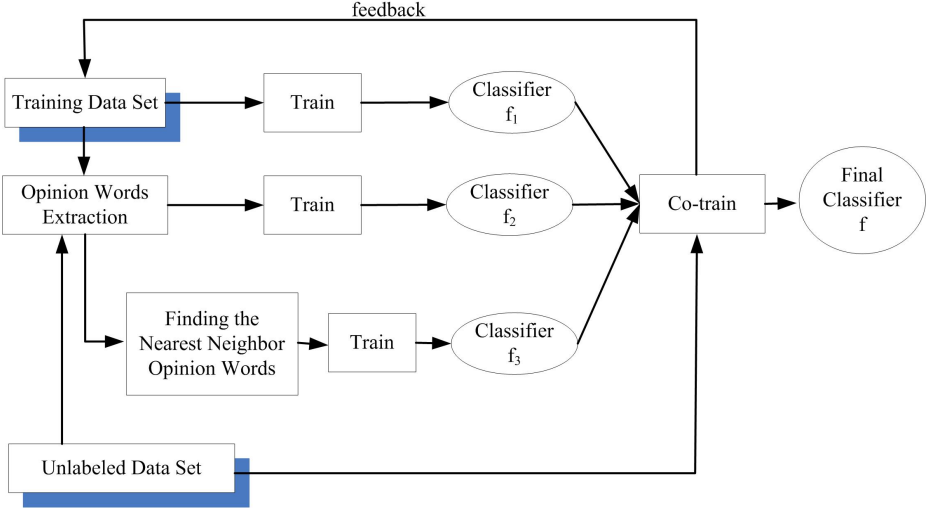 feedback
Training Data Set
Train
Classifier
f1
Opinion Words
Extraction
Train
Classifier
f2
Co-train
Final
Classifier
f
Finding the
Nearest Neighbor
Opinion Words
Train
Classifier
f3
Unlabeled Data Set